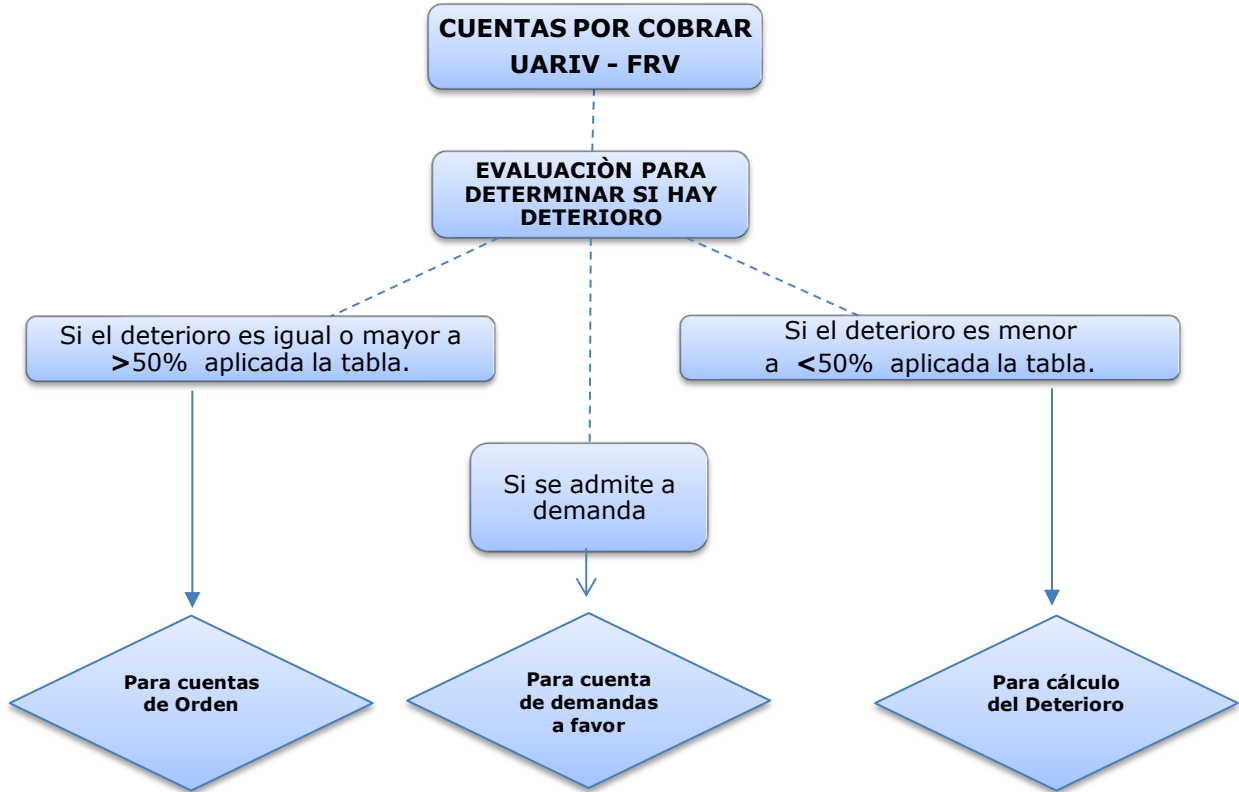 CUENTAS POR COBRAR
UARIV - FRV
EVALUACIÒN PARA
DETERMINAR SI HAY
DETERIORO
Si el deterioro es igual o mayor a
>50% aplicada la tabla.
Si el deterioro es menor
a <50% aplicada la tabla.
Si se admite a
demanda
Para cuentas
de Orden
Para cuenta
de demandas
a favor
Para cálculo
del Deterioro